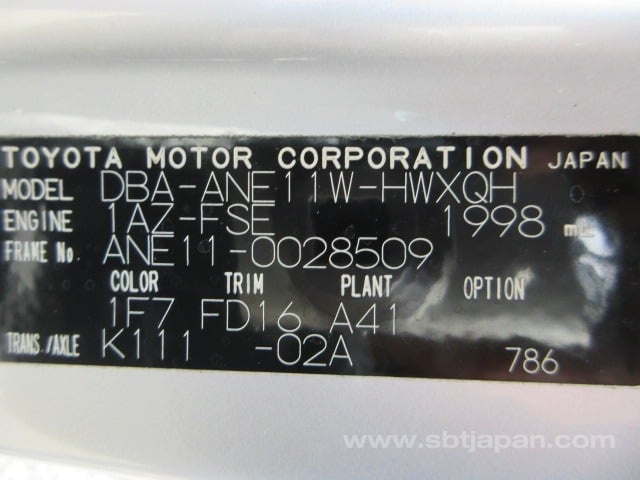 TOYOTA MOTOR CORPORATION JAPAN
MODEL DBA-ANE11W-HWXQH
ENGINE 1AZ-FSE 1998 mL
FRAME No. ANE11-0028509
COLOR TRIM PLANT OPTION
1F7 FD16 A41
TRANS./AXLE K111 -02A 786
www.sbtjapan.com